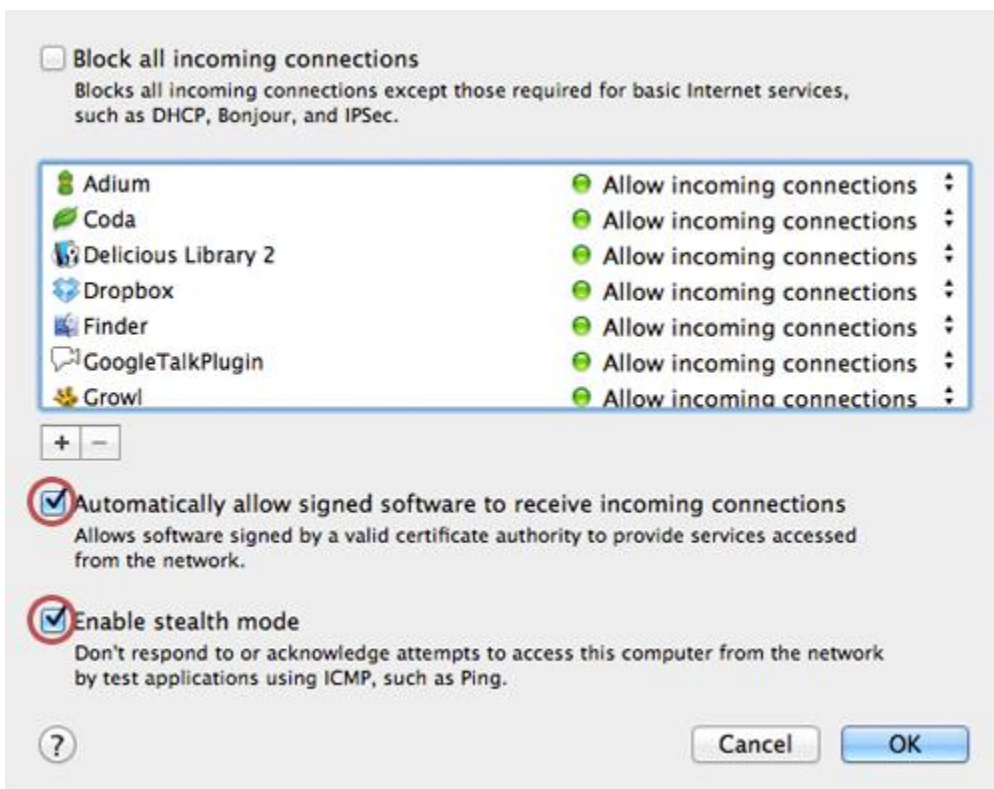 Block all incoming connections
Blocks all incoming connections except those required for basic Internet services,
such as DHCP, Bonjour, and IPSec.
Adium Allow incoming connections
Coda Allow incoming connections
Delicious Library 2 Allow incoming connections
Dropbox Allow incoming connections
Finder Allow incoming connections
GoogleTalkPlugin Allow incoming connections
Growl Allow incoming connections
+ −
Automatically allow signed software to receive incoming connections
Allows software signed by a valid certificate authority to provide services accessed
from the network.
Enable stealth mode
Don't respond to or acknowledge attempts to access this computer from the network
by test applications using ICMP, such as Ping.
? Cancel OK